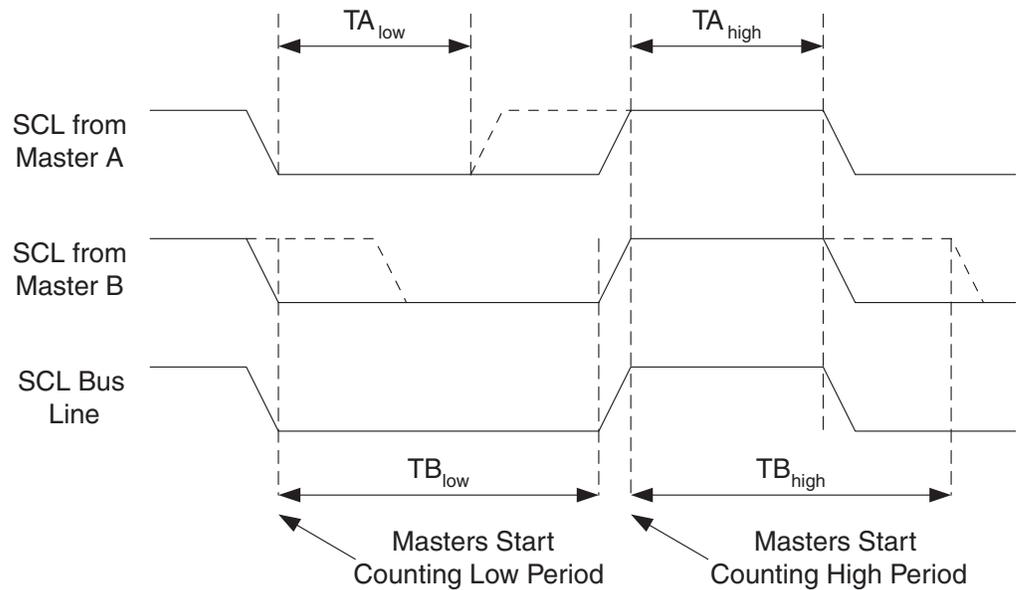 TA low
TA high
SCL from
Master A
SCL from
Master B
SCL Bus
Line
TB low
TB high
Masters Start
Counting Low Period
Masters Start
Counting High Period